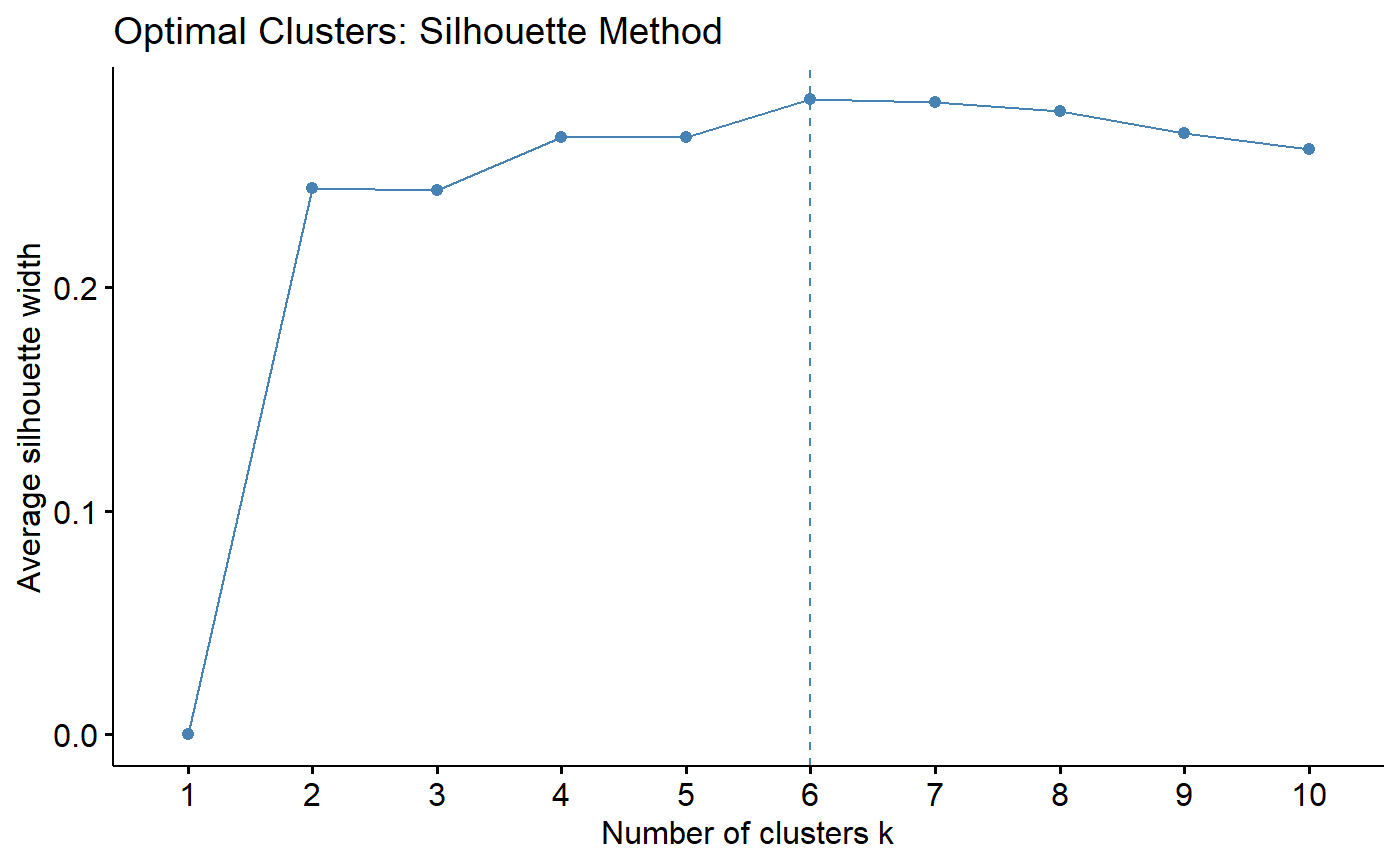 Optimal Clusters: Silhouette Method
Average silhouette width
0.2
0.1
0.0
1 2 3 4 5 6 7 8 9 10
Number of clusters k